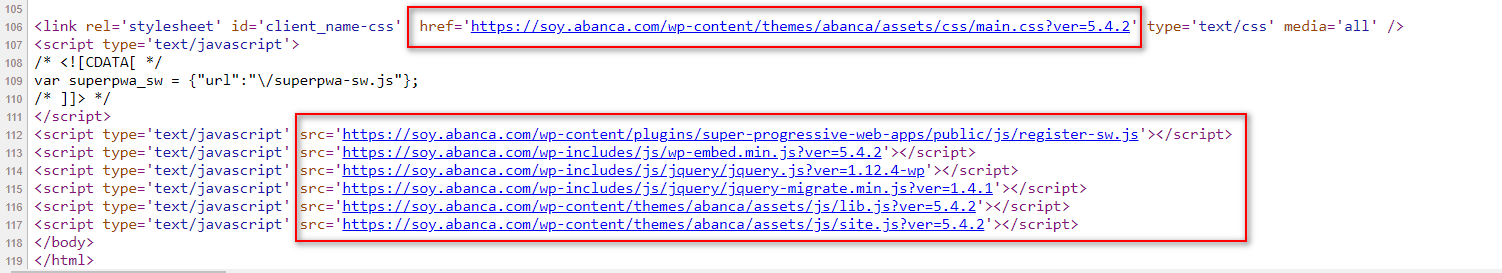 105
106 <link rel='stylesheet' id='client_name-css' href='https://soy.abanca.com/wp-content/themes/abanca/assets/css/main.css?ver=5.4.2' type='text/css' media='all' />
107 <script type='text/javascript'>
108 /* <![CDATA[ */
109 var superpwa_sw = {"url":"\/superpwa-sw.js"};
110 /* ]]> */
111 </script>
112 <script type='text/javascript' src='https://soy.abanca.com/wp-content/plugins/super-progressive-web-apps/public/js/register-sw.js'></script>
113 <script type='text/javascript' src='https://soy.abanca.com/wp-includes/js/wp-embed.min.js?ver=5.4.2'></script>
114 <script type='text/javascript' src='https://soy.abanca.com/wp-includes/js/jquery/jquery.js?ver=1.12.4-wp'></script>
115 <script type='text/javascript' src='https://soy.abanca.com/wp-includes/js/jquery/jquery-migrate.min.js?ver=1.4.1'></script>
116 <script type='text/javascript' src='https://soy.abanca.com/wp-content/themes/abanca/assets/js/lib.js?ver=5.4.2'></script>
117 <script type='text/javascript' src='https://soy.abanca.com/wp-content/themes/abanca/assets/js/site.js?ver=5.4.2'></script>
118 </body>
119 </html>